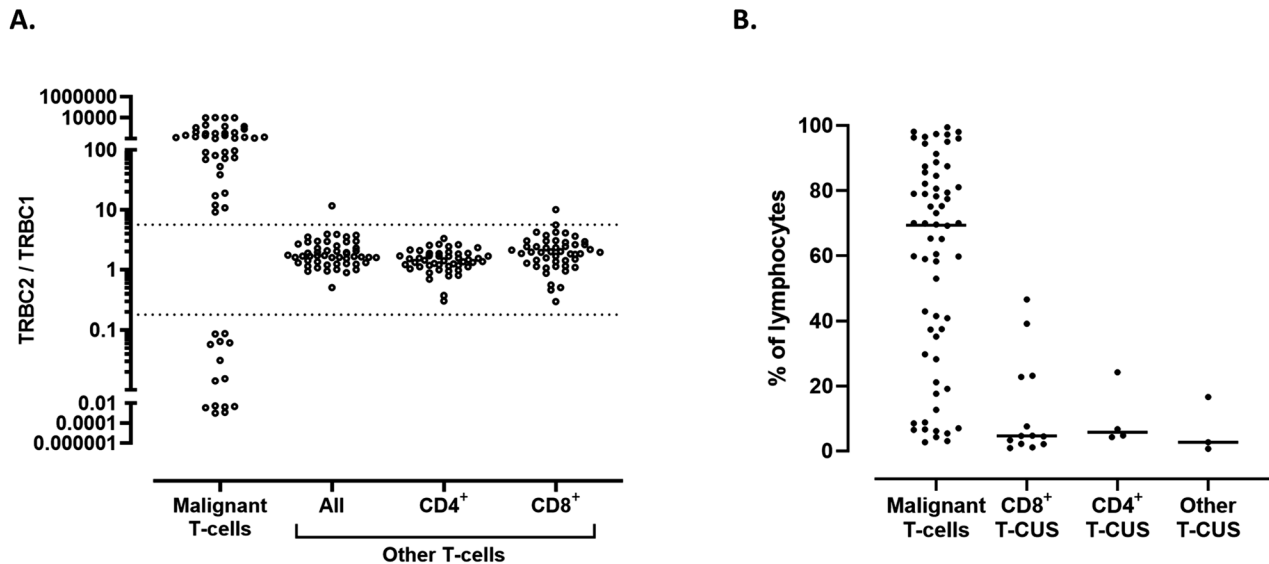 A.
TRBC2 / TRBC1
1000000
10000
100
10
1
0.1
0.01
0.0001
0.000001
Malignant
T-cells
All
CD4+
CD8+
Other T-cells
B.
% of lymphocytes
100
80
60
40
20
0
Malignant
T-cells
CD8+
T-CUS
CD4+
T-CUS
Other
T-CUS